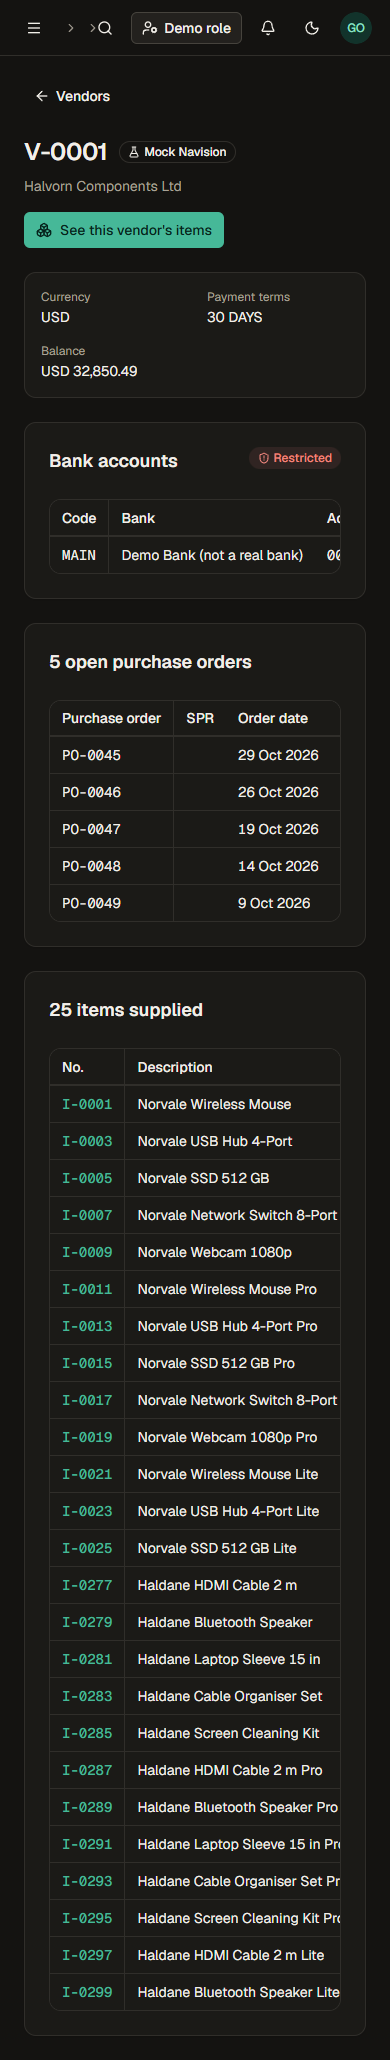 Demo role
GO
Vendors
V-0001 Mock Navision
Halvorn Components Ltd
See this vendor's items
Currency Payment terms
USD 30 DAYS
Balance
USD 32,850.49
Bank accounts Restricted
Code Bank
MAIN Demo Bank (not a real bank)
5 open purchase orders
Purchase order SPR Order date
PO-0045 29 Oct 2026
PO-0046 26 Oct 2026
PO-0047 19 Oct 2026
PO-0048 14 Oct 2026
PO-0049 9 Oct 2026
25 items supplied
No. Description
I-0001 Norvale Wireless Mouse
I-0003 Norvale USB Hub 4-Port
I-0005 Norvale SSD 512 GB
I-0007 Norvale Network Switch 8-Port
I-0009 Norvale Webcam 1080p
I-0011 Norvale Wireless Mouse Pro
I-0013 Norvale USB Hub 4-Port Pro
I-0015 Norvale SSD 512 GB Pro
I-0017 Norvale Network Switch 8-Port
I-0019 Norvale Webcam 1080p Pro
I-0021 Norvale Wireless Mouse Lite
I-0023 Norvale USB Hub 4-Port Lite
I-0025 Norvale SSD 512 GB Lite
I-0277 Haldane HDMI Cable 2 m
I-0279 Haldane Bluetooth Speaker
I-0281 Haldane Laptop Sleeve 15 in
I-0283 Haldane Cable Organiser Set
I-0285 Haldane Screen Cleaning Kit
I-0287 Haldane HDMI Cable 2 m Pro
I-0289 Haldane Bluetooth Speaker Pro
I-0291 Haldane Laptop Sleeve 15 in
I-0293 Haldane Cable Organiser Set
I-0295 Haldane Screen Cleaning Kit
I-0297 Haldane HDMI Cable 2 m Lite
I-0299 Haldane Bluetooth Speaker Lite